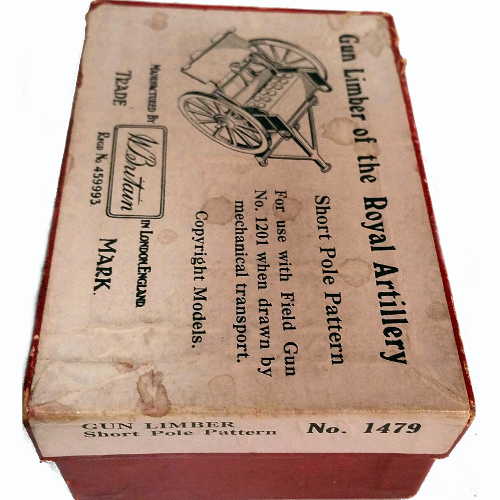 Gun Limber of the Royal Artillery
Short Pole Pattern
For use with Field Gun
No. 1201 when drawn by
mechanical transport.
Copyright Models.
MANUFACTURED BY
W Britain
IN LONDON ENGLAND
TRADE
MARK.
REGD No 459993.
GUN LIMBER
Short Pole Pattern
No. 1479